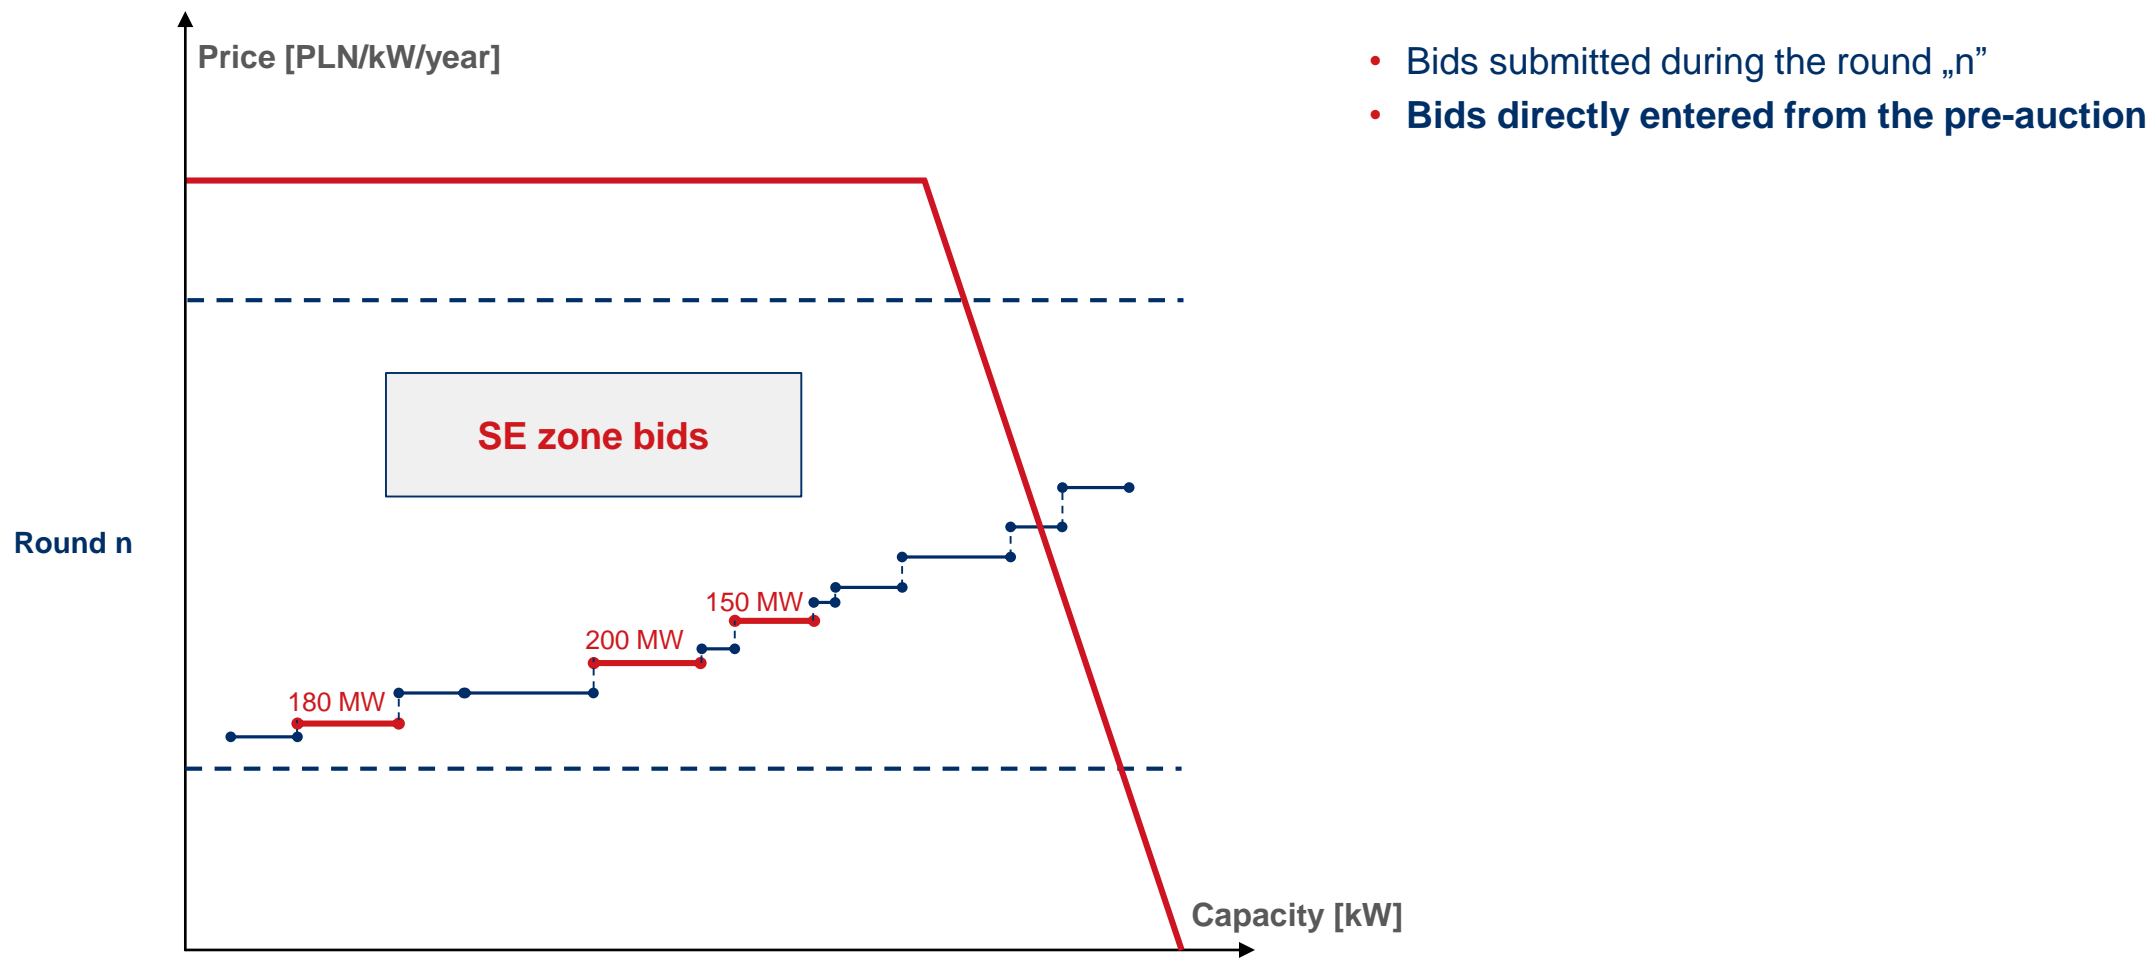 Price [PLN/kW/year]
• Bids submitted during the round „n”
• Bids directly entered from the pre-auction
SE zone bids
Round n
150 MW
200 MW
180 MW
Capacity [kW]